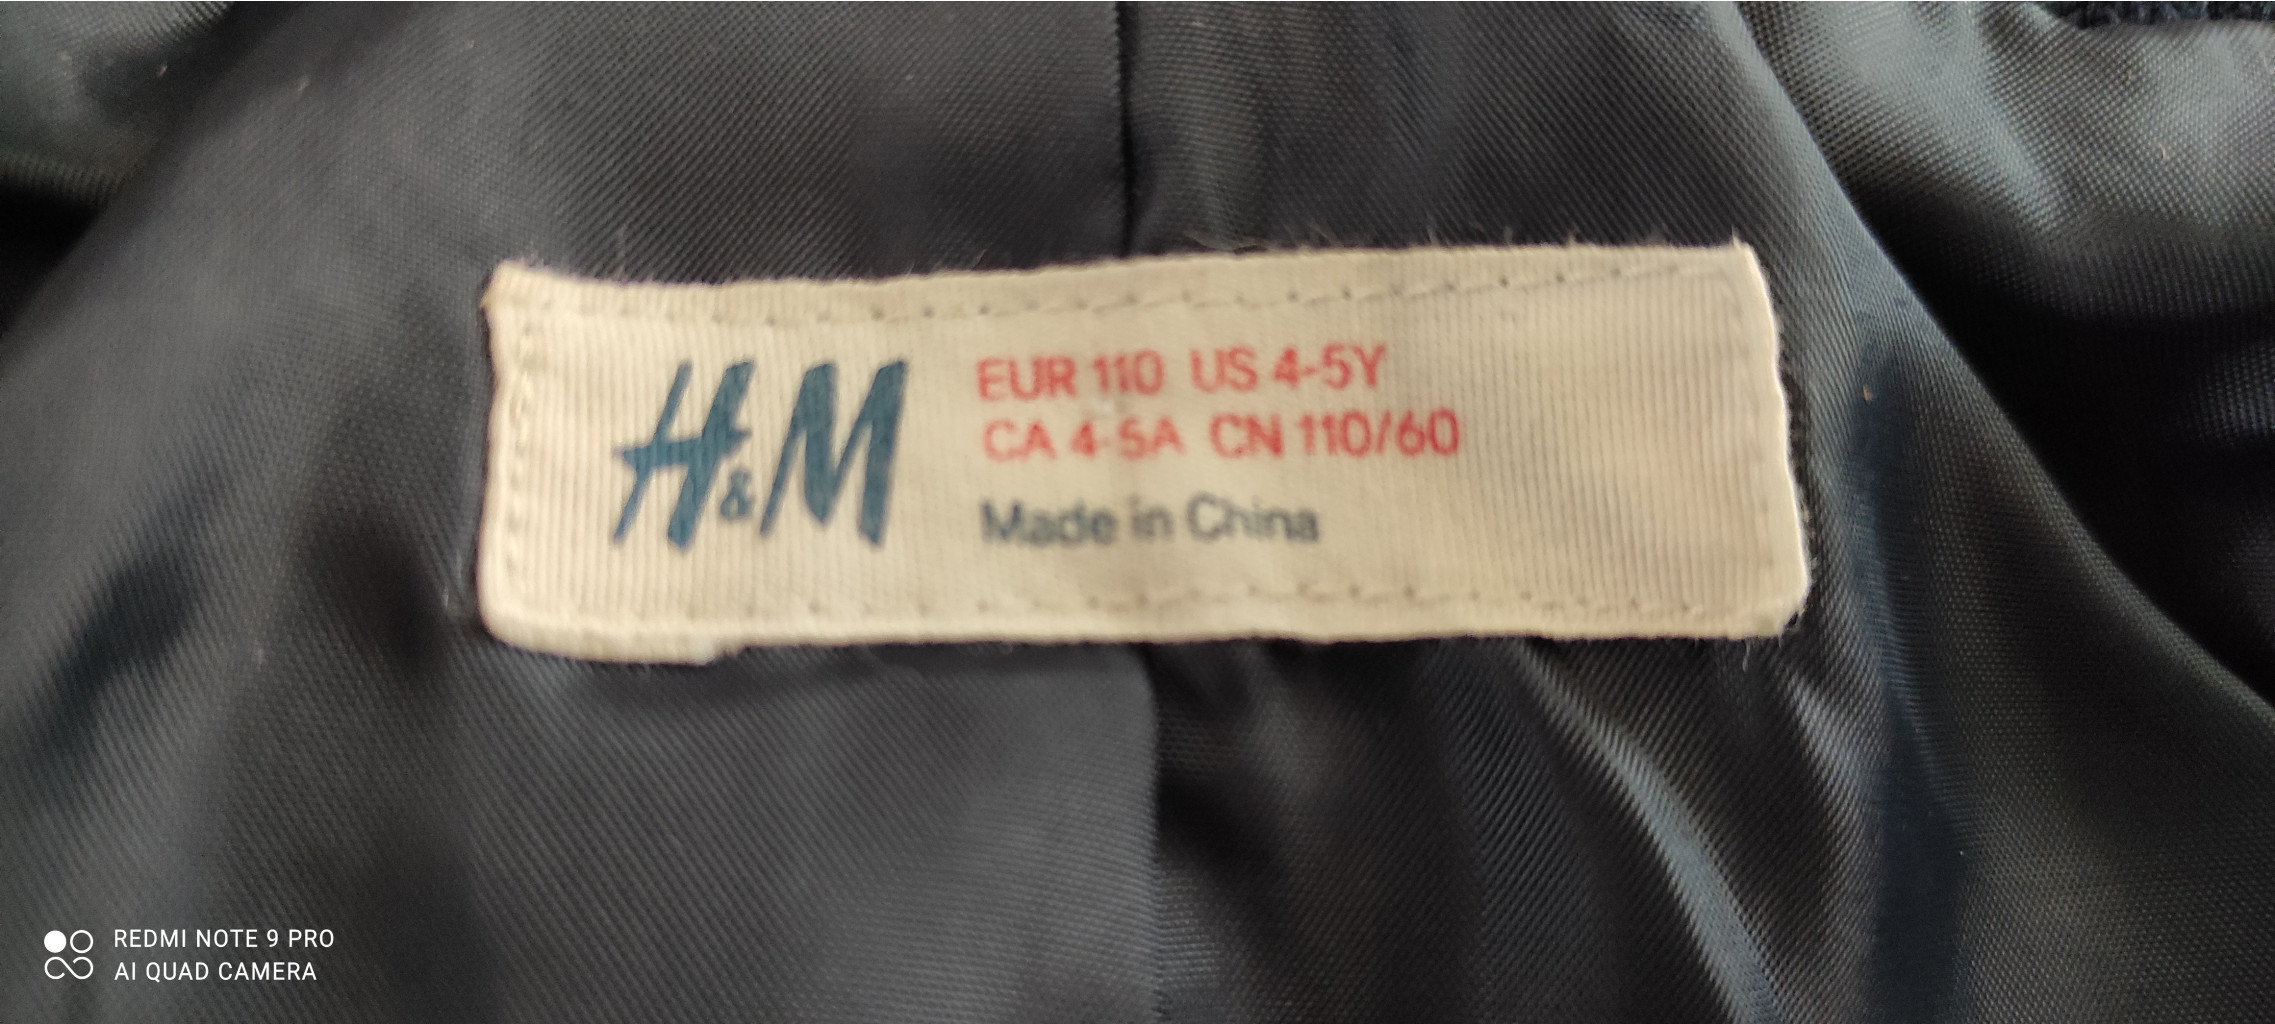 H&M
EUR 110 US 4-5Y
CA 4-5A CN 110/60
Made in China
REDMI NOTE 9 PRO
AI QUAD CAMERA